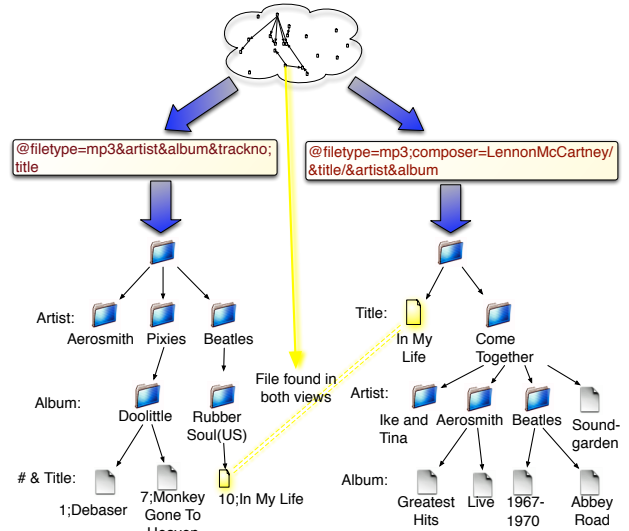 @filetype=mp3&artist&album&trackno;
title
@filetype=mp3;composer=LennonMcCartney/
&title/&artist&album
Artist:
Aerosmith
Pixies
Beatles
Album:
Doolittle
Rubber
Soul(US)
# & Title:
1;Debaser
7;Monkey
Gone To
Heaven
10;In My Life
File found in
both views
Title:
In My
Life
Come
Together
Artist:
Ike and
Tina
Aerosmith
Beatles
Sound-
garden
Album:
Greatest
Hits
Live
1967-
1970
Abbey
Road